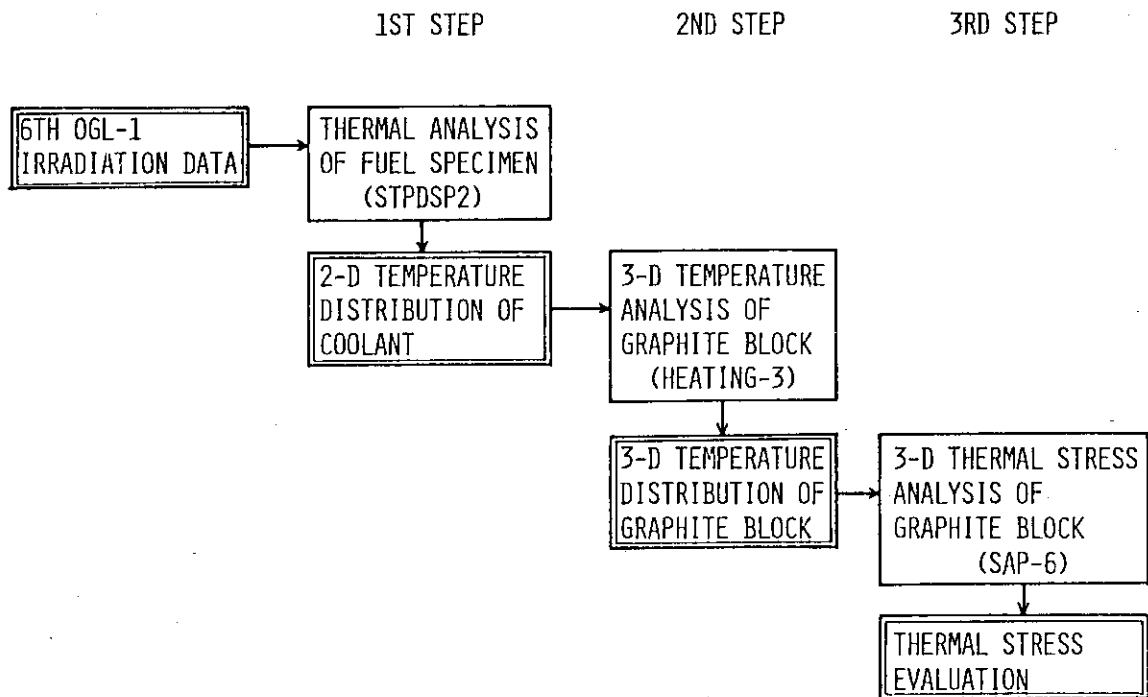 1ST STEP
2ND STEP
3RD STEP
6TH OGL-1
IRRADIATION DATA
THERMAL ANALYSIS
OF FUEL SPECIMEN
(STPDSP2)
2-D TEMPERATURE
DISTRIBUTION OF
COOLANT
3-D TEMPERATURE
ANALYSIS OF
GRAPHITE BLOCK
(HEATING-3)
3-D TEMPERATURE
DISTRIBUTION OF
GRAPHITE BLOCK
3-D THERMAL STRESS
ANALYSIS OF
GRAPHITE BLOCK
(SAP-6)
THERMAL STRESS
EVALUATION